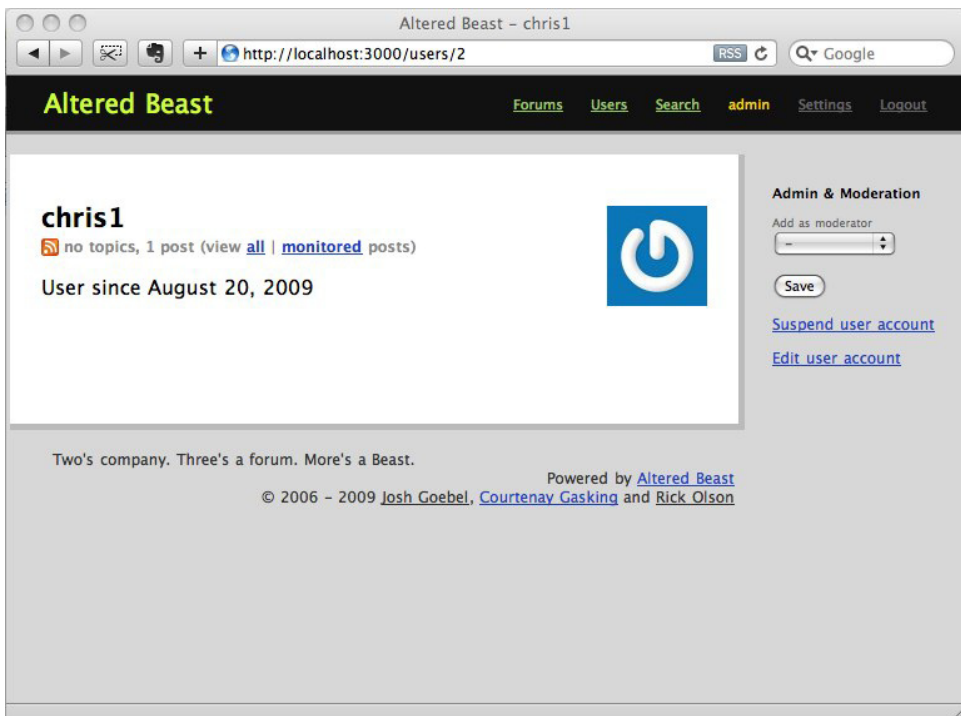 Altered Beast – chris1
http://localhost:3000/users/2 RSS Google
Altered Beast Forums Users Search admin Settings Logout
chris1
no topics, 1 post (view all | monitored posts)
User since August 20, 2009
Admin & Moderation
Add as moderator
–
Save
Suspend user account
Edit user account
Two's company. Three's a forum. More's a Beast.
Powered by Altered Beast
© 2006 – 2009 Josh Goebel, Courtenay Gasking and Rick Olson